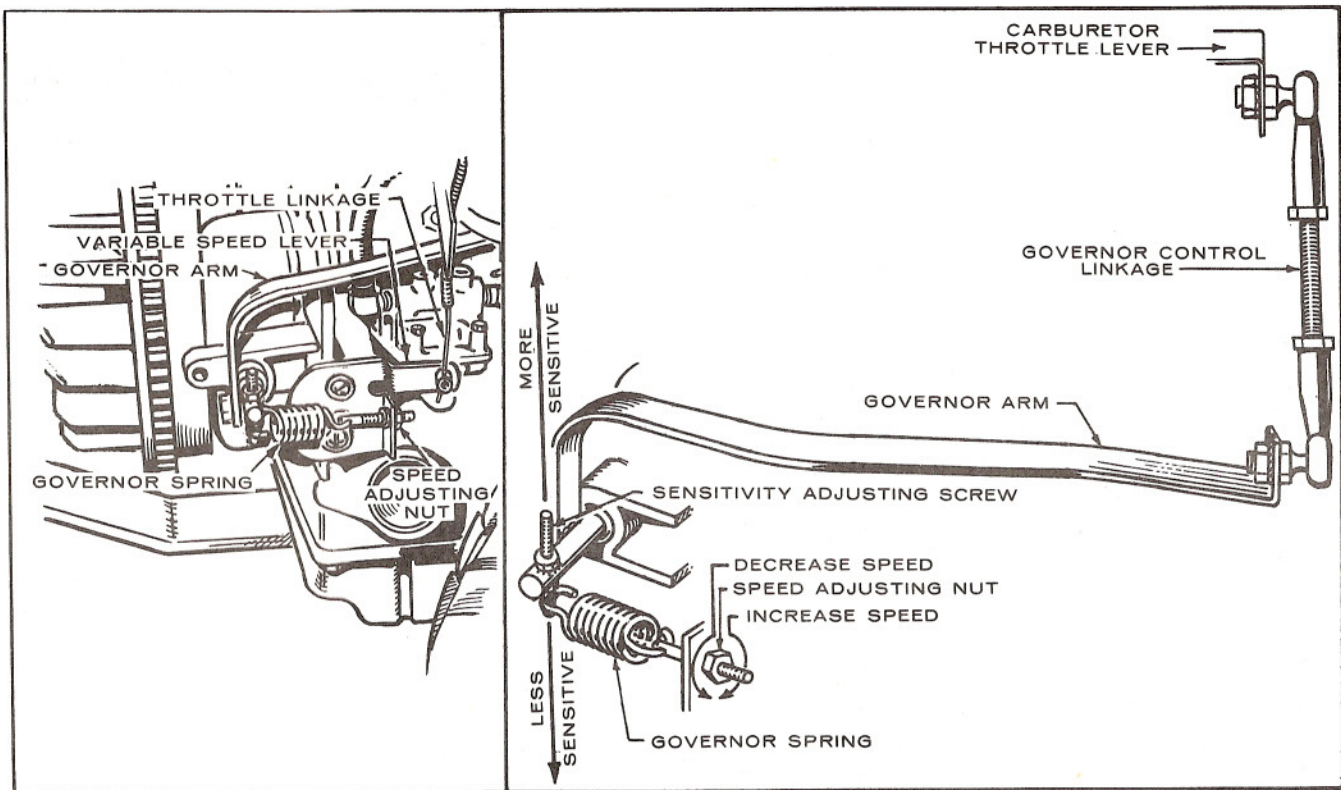 THROTTLE LINKAGE
VARIABLE SPEED LEVER
GOVERNOR ARM
GOVERNOR SPRING
SPEED
ADJUSTING
NUT
CARBURETOR
THROTTLE LEVER
GOVERNOR CONTROL
LINKAGE
MORE
SENSITIVE
GOVERNOR ARM
SENSITIVITY ADJUSTING SCREW
DECREASE SPEED
SPEED ADJUSTING NUT
INCREASE SPEED
LESS
SENSITIVE
GOVERNOR SPRING